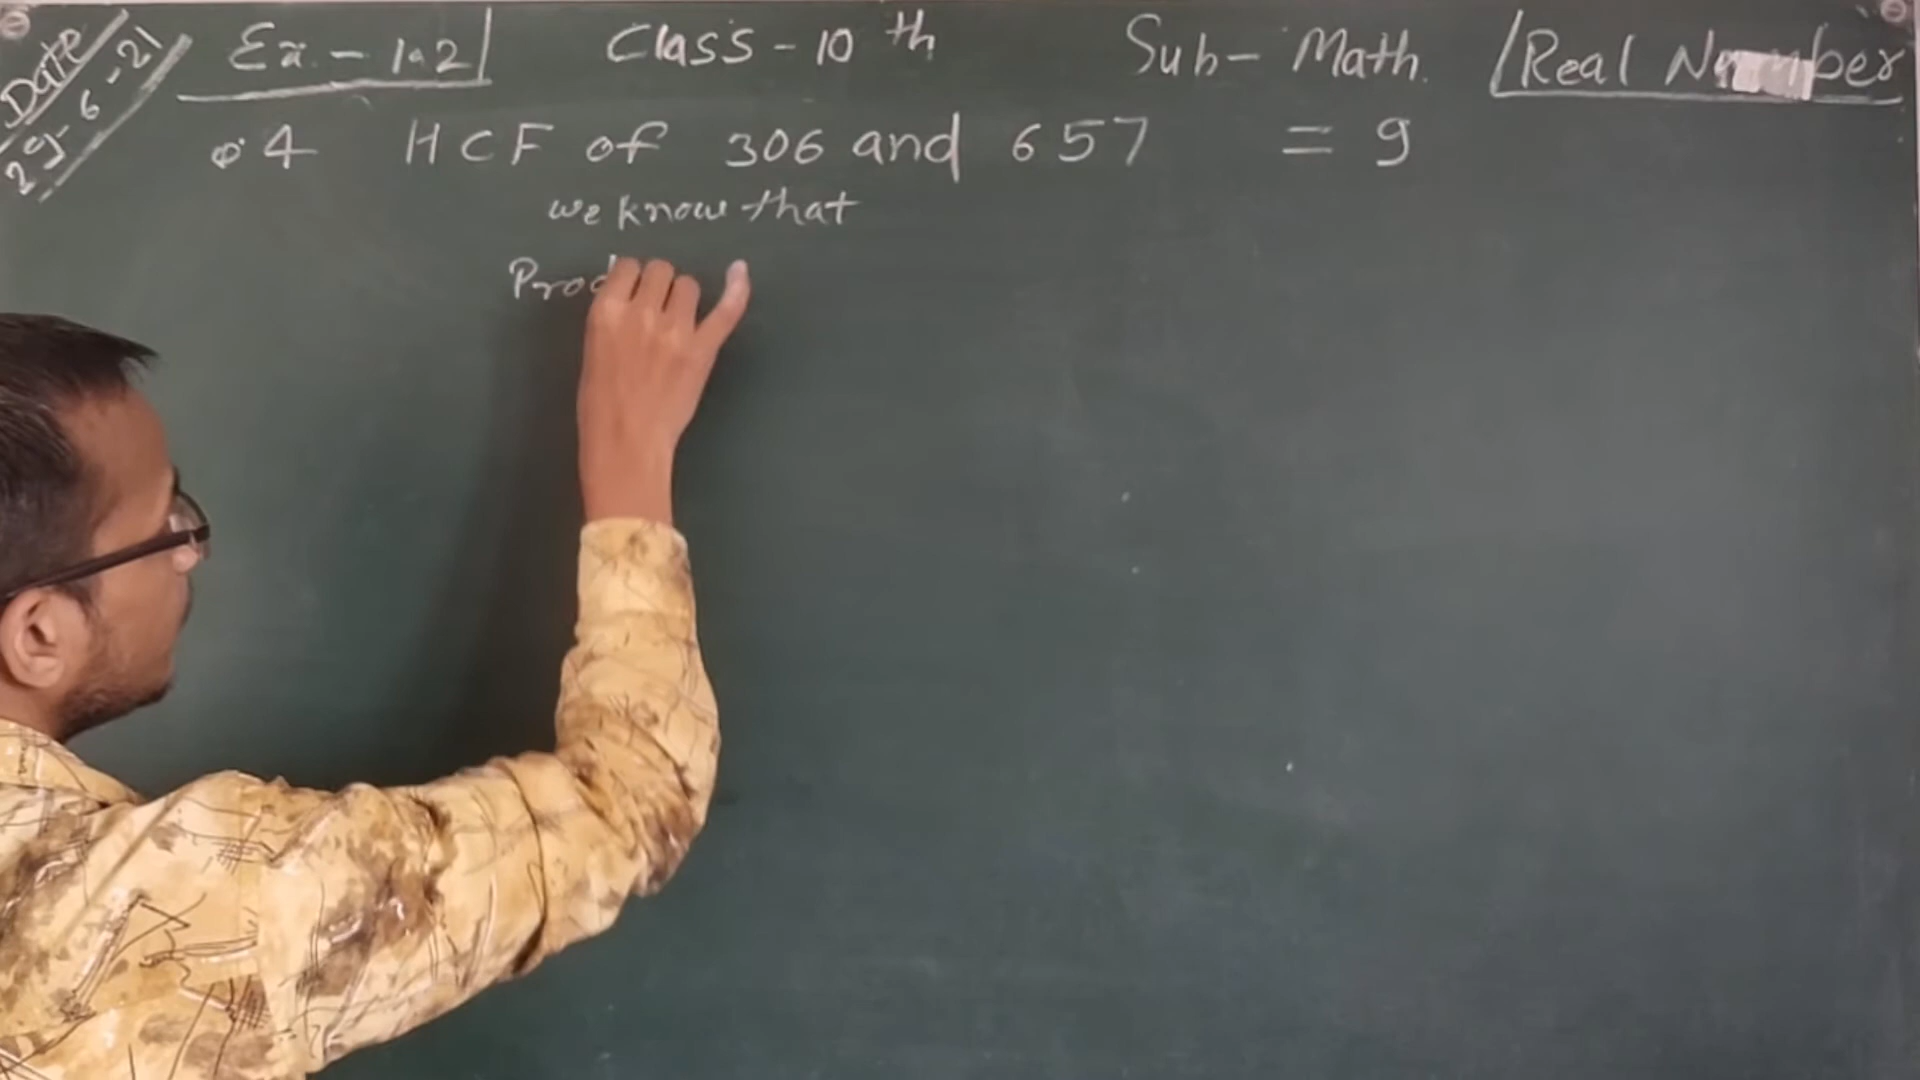 Date
29-6-21
Ex. - 1.2
Class - 10th
Sub - Math.
Real Number
Q.4 HCF of 306 and 657 = 9
we know that
Prod